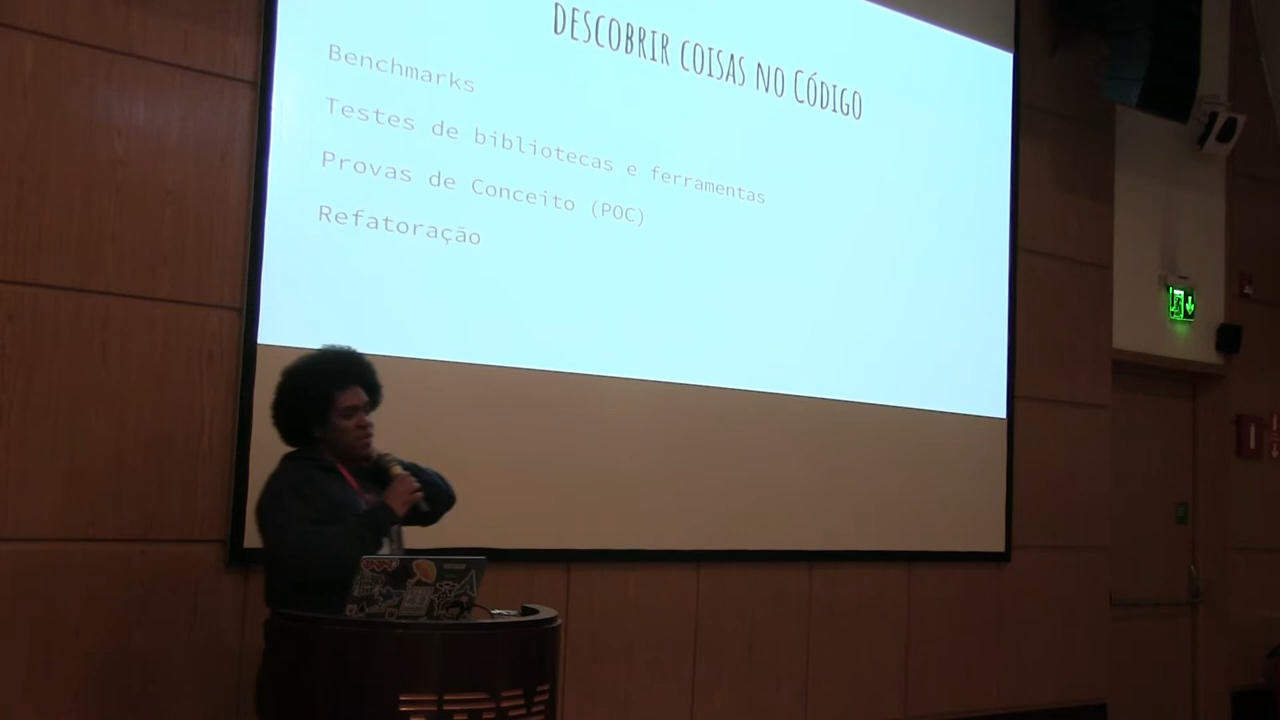 DESCOBRIR COISAS NO CÓDIGO
Benchmarks
Testes de bibliotecas e ferramentas
Provas de Conceito (POC)
Refatoração